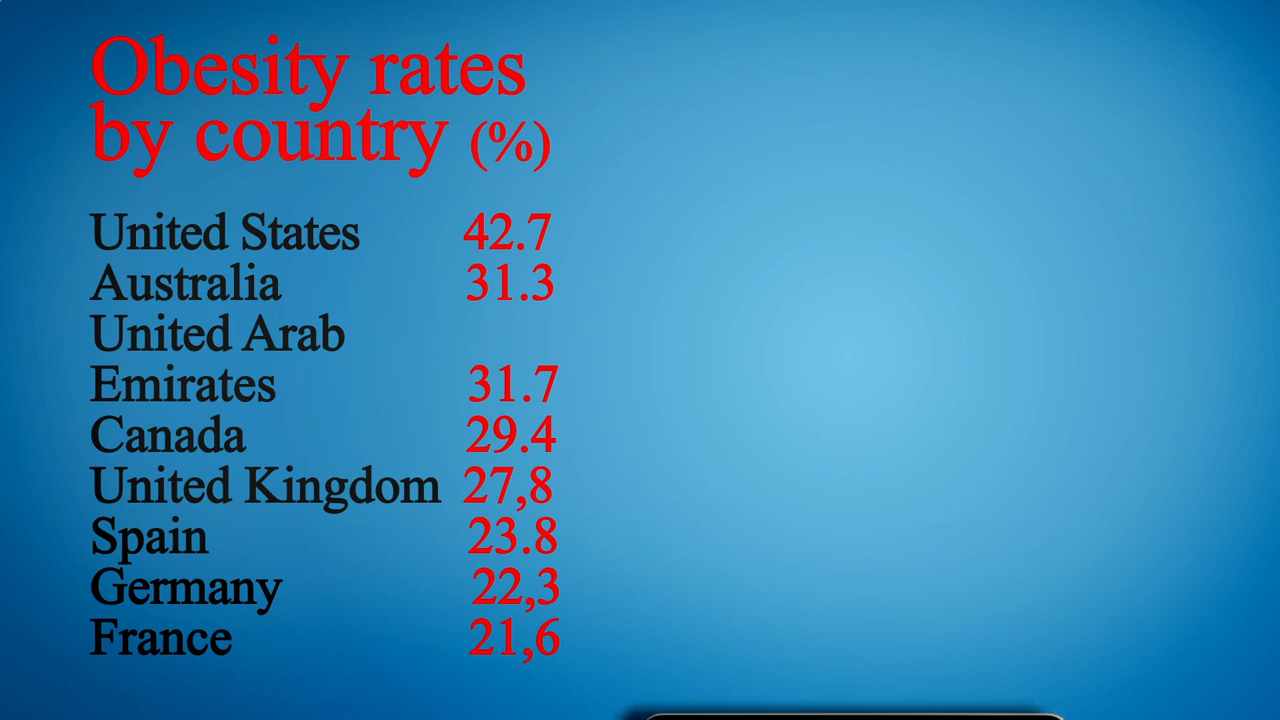 Obesity rates
by country (%)
United States 42.7
Australia 31.3
United Arab
Emirates 31.7
Canada 29.4
United Kingdom 27,8
Spain 23.8
Germany 22,3
France 21,6